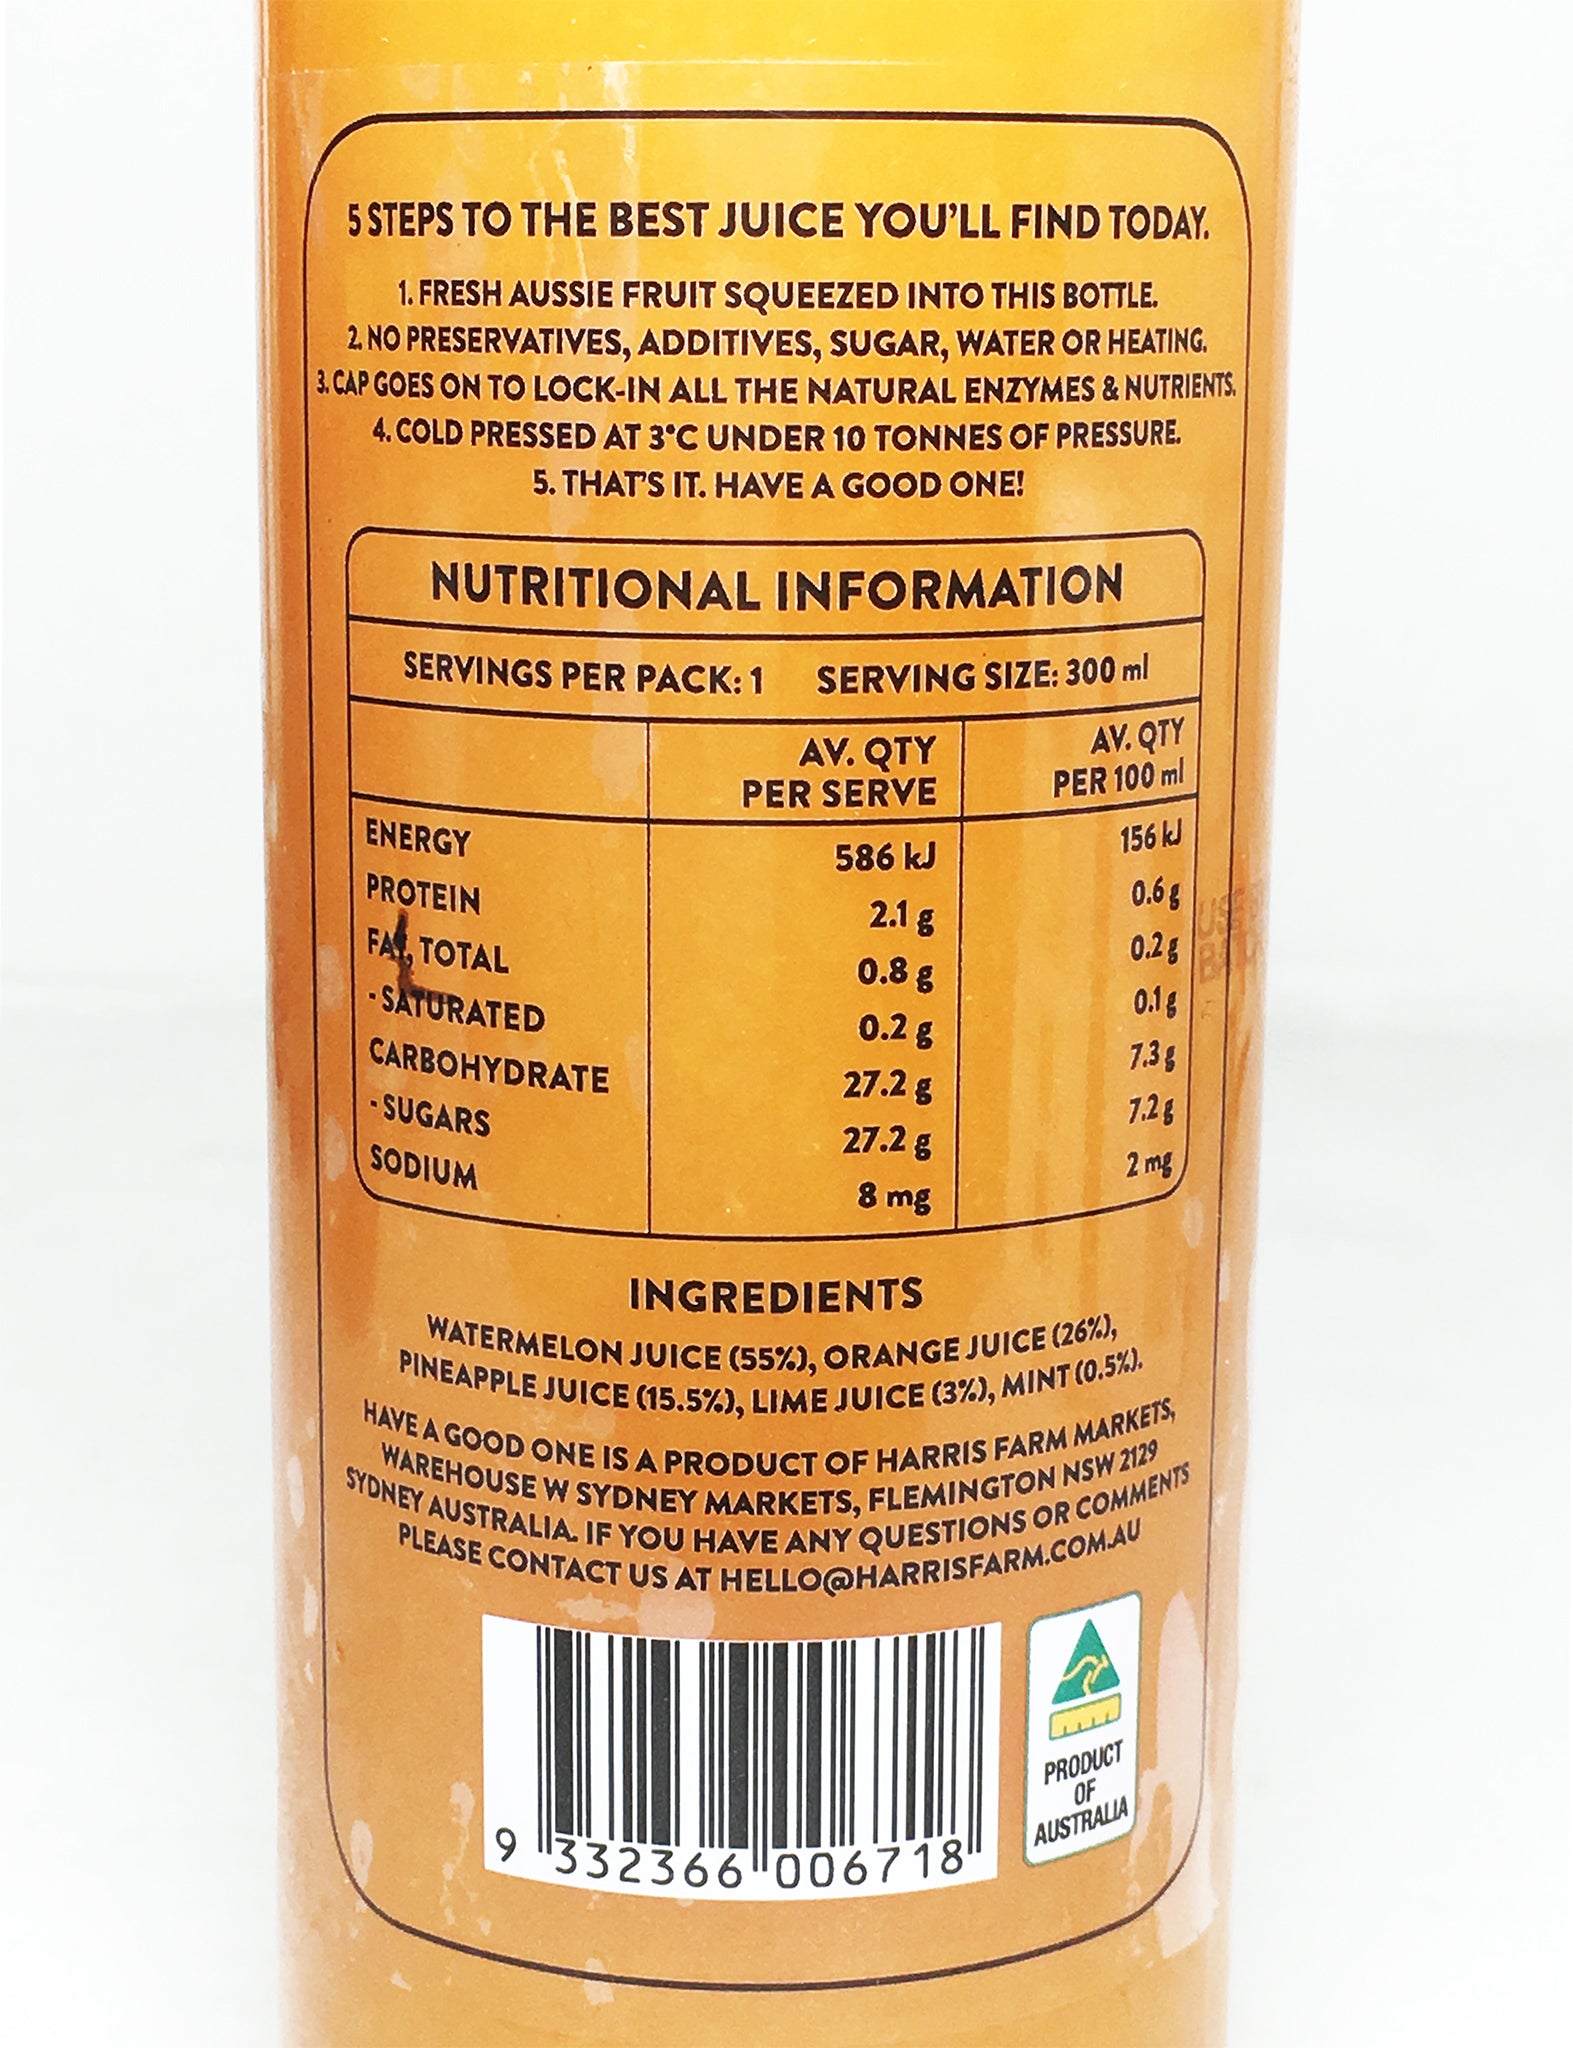 5 STEPS TO THE BEST JUICE YOU'LL FIND TODAY.
1. FRESH AUSSIE FRUIT SQUEEZED INTO THIS BOTTLE.
2. NO PRESERVATIVES, ADDITIVES, SUGAR, WATER OR HEATING.
3. CAP GOES ON TO LOCK-IN ALL THE NATURAL ENZYMES & NUTRIENTS.
4. COLD PRESSED AT 3°C UNDER 10 TONNES OF PRESSURE.
5. THAT'S IT. HAVE A GOOD ONE!
NUTRITIONAL INFORMATION
SERVINGS PER PACK: 1 SERVING SIZE: 300 ml
AV. QTY PER SERVE AV. QTY PER 100 ml
ENERGY 586 kJ 156 kJ
PROTEIN 2.1 g 0.6 g
FAT, TOTAL 0.8 g 0.2 g
- SATURATED 0.2 g 0.1 g
CARBOHYDRATE 27.2 g 7.3 g
- SUGARS 27.2 g 7.2 g
SODIUM 8 mg 2 mg
INGREDIENTS
WATERMELON JUICE (55%), ORANGE JUICE (26%),
PINEAPPLE JUICE (15.5%), LIME JUICE (3%), MINT (0.5%).
HAVE A GOOD ONE IS A PRODUCT OF HARRIS FARM MARKETS,
WAREHOUSE W SYDNEY MARKETS, FLEMINGTON NSW 2129
SYDNEY AUSTRALIA. IF YOU HAVE ANY QUESTIONS OR COMMENTS
PLEASE CONTACT US AT HELLO@HARRISFARM.COM.AU
9 332366 006718
PRODUCT
OF
AUSTRALIA